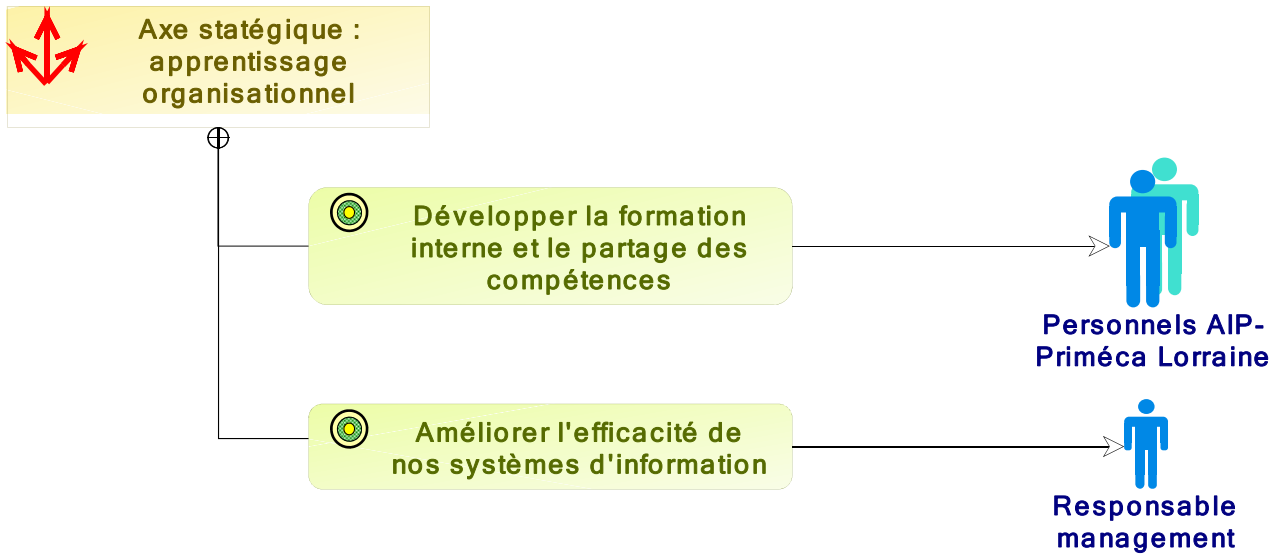 Axe statégique :
apprentissage
organisationnel
Développer la formation
interne et le partage des
compétences
Personnels AIP-
Priméca Lorraine
Améliorer l'efficacité de
nos systèmes d'information
Responsable
management